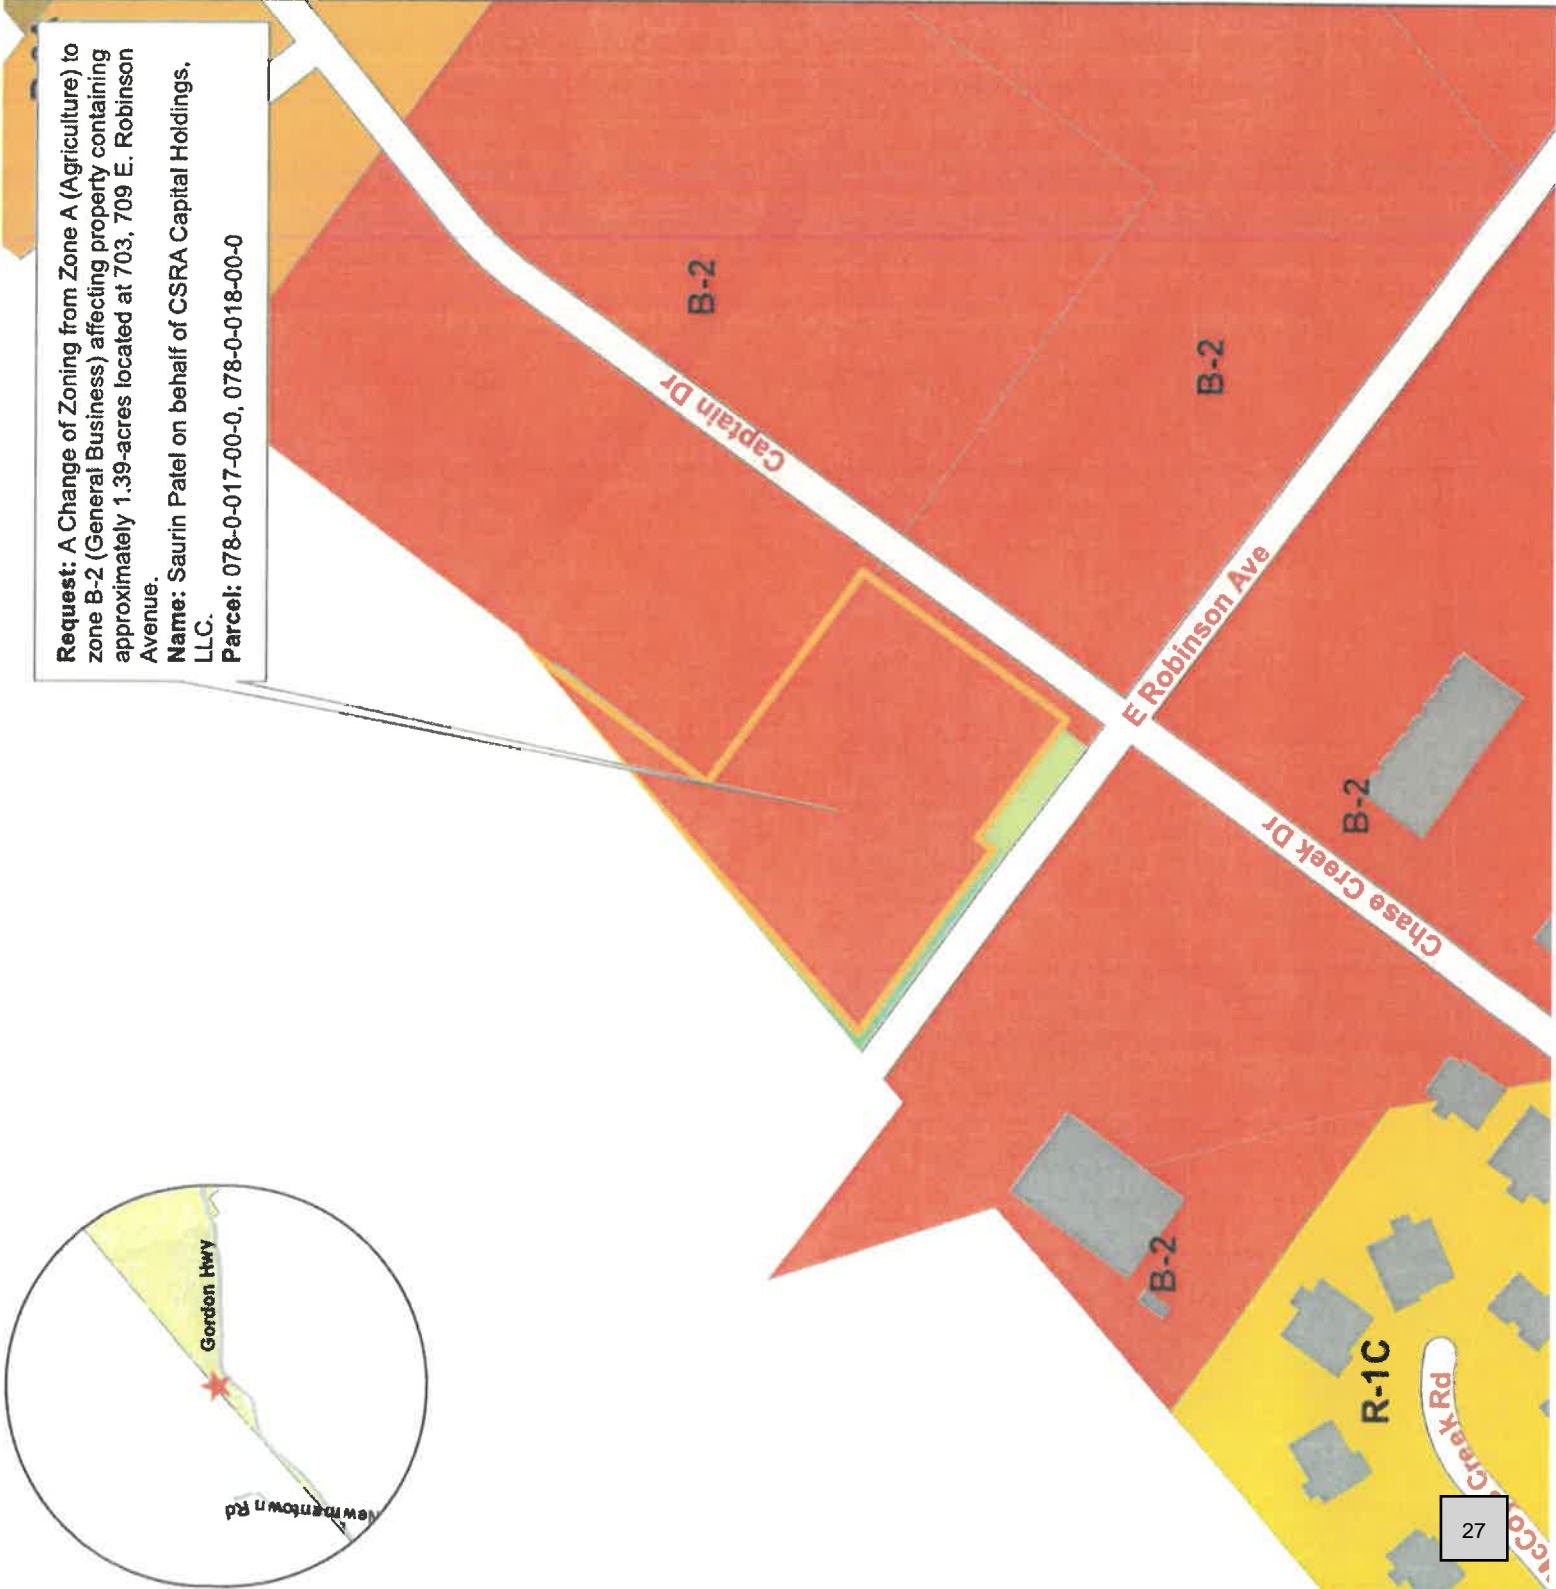 Request: A Change of Zoning from Zone A (Agriculture) to
zone B-2 (General Business) affecting property containing
approximately 1.39-acres located at 703, 709 E. Robinson
Avenue.
Name: Saurin Patel on behalf of CSRA Capital Holdings,
LLC.
Parcel: 078-0-017-00-0, 078-0-018-00-0
Gordon Hwy
Newmantown Rd
B-2
Captain Dr
B-2
E Robinson Ave
B-2
Chase Creek Dr
B-2
R-1C
Creek Rd
27